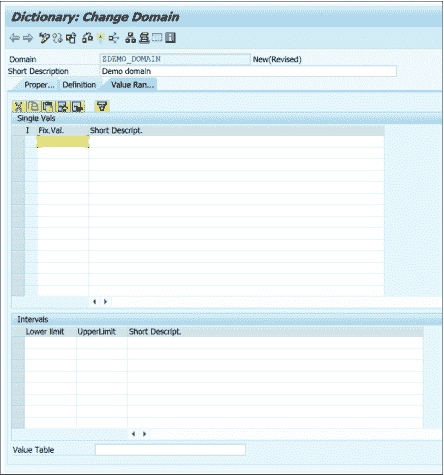 Dictionary: Change Domain
Domain ZDEMO_DOMAIN New(Revised)
Short Description Demo domain
Proper... Definition Value Ran...
Single Vals
I Fix.Val. Short Descript.
Intervals
Lower limit UpperLimit Short Descript.
Value Table